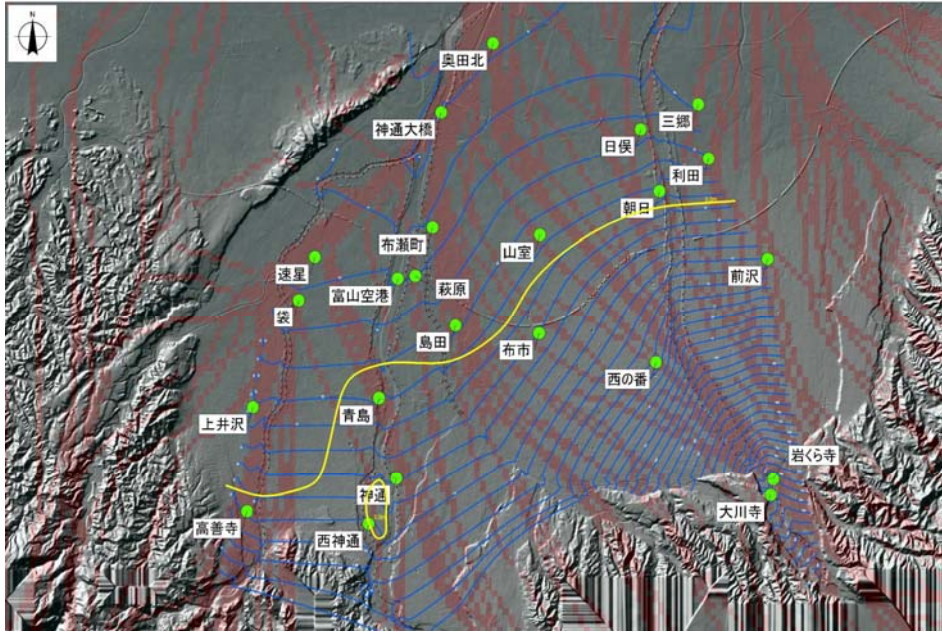 N
奥田北
神通大橋
三郷
日俣
利田
朝日
布瀬町
山室
速星
富山空港
萩原
前沢
袋
島田
布市
西の番
上井沢
青島
岩くら寺
神通
大川寺
高善寺
西神通